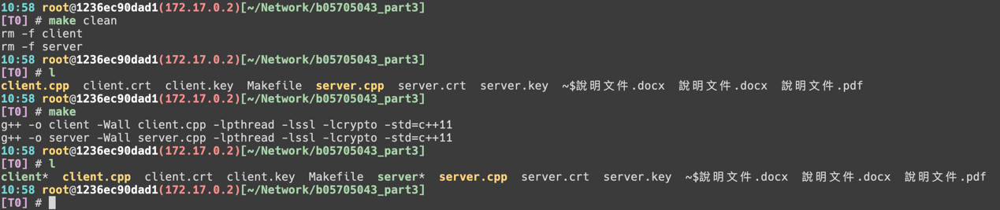 10:58 root@1236ec90dad1(172.17.0.2)[~/Network/b05705043_part3]
[T0] # make clean
rm -f client
rm -f server
10:58 root@1236ec90dad1(172.17.0.2)[~/Network/b05705043_part3]
[T0] # l
client.cpp  client.crt  client.key  Makefile  server.cpp  server.crt  server.key  ~$說明文件.docx  說明文件.docx  說明文件.pdf
10:58 root@1236ec90dad1(172.17.0.2)[~/Network/b05705043_part3]
[T0] # make
g++ -o client -Wall client.cpp -lpthread -lssl -lcrypto -std=c++11
g++ -o server -Wall server.cpp -lpthread -lssl -lcrypto -std=c++11
10:58 root@1236ec90dad1(172.17.0.2)[~/Network/b05705043_part3]
[T0] # l
client*  client.cpp  client.crt  client.key  Makefile  server*  server.cpp  server.crt  server.key  ~$說明文件.docx  說明文件.docx  說明文件.pdf
10:58 root@1236ec90dad1(172.17.0.2)[~/Network/b05705043_part3]
[T0] #